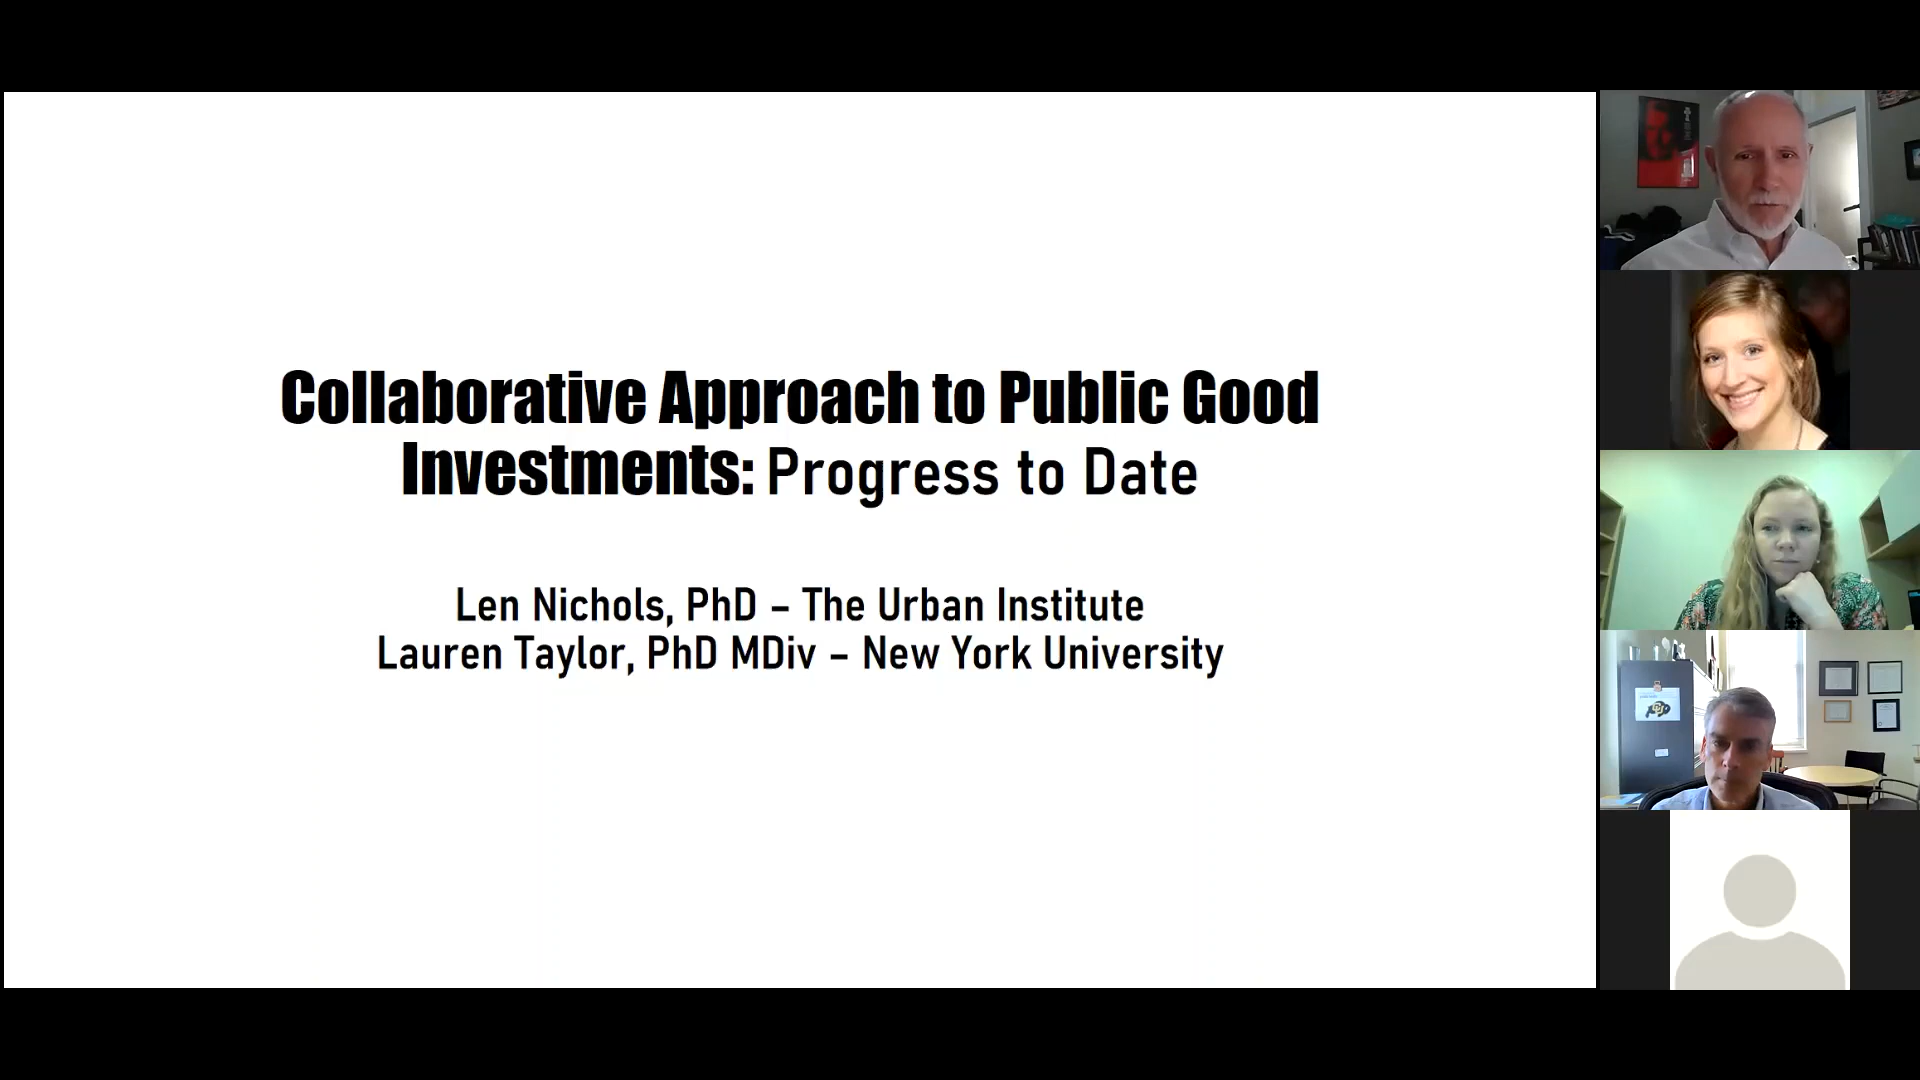 Collaborative Approach to Public Good
Investments: Progress to Date
Len Nichols, PhD – The Urban Institute
Lauren Taylor, PhD MDiv – New York University